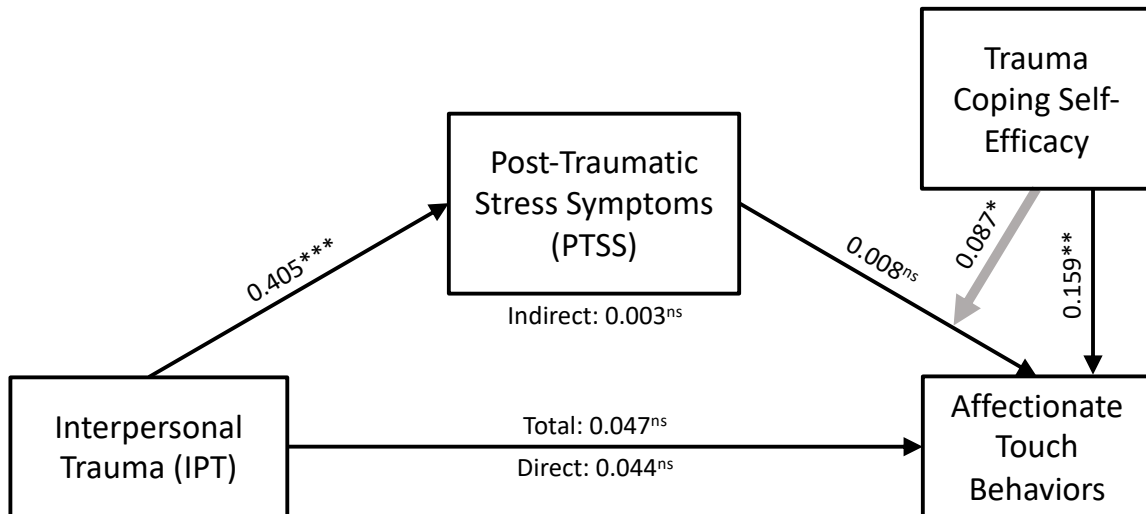 Trauma
Coping Self-
Efficacy
Post-Traumatic
Stress Symptoms
(PTSS)
0.405***
0.008ns
0.087*
0.159**
Indirect: 0.003ns
Interpersonal
Trauma (IPT)
Total: 0.047ns
Direct: 0.044ns
Affectionate
Touch
Behaviors